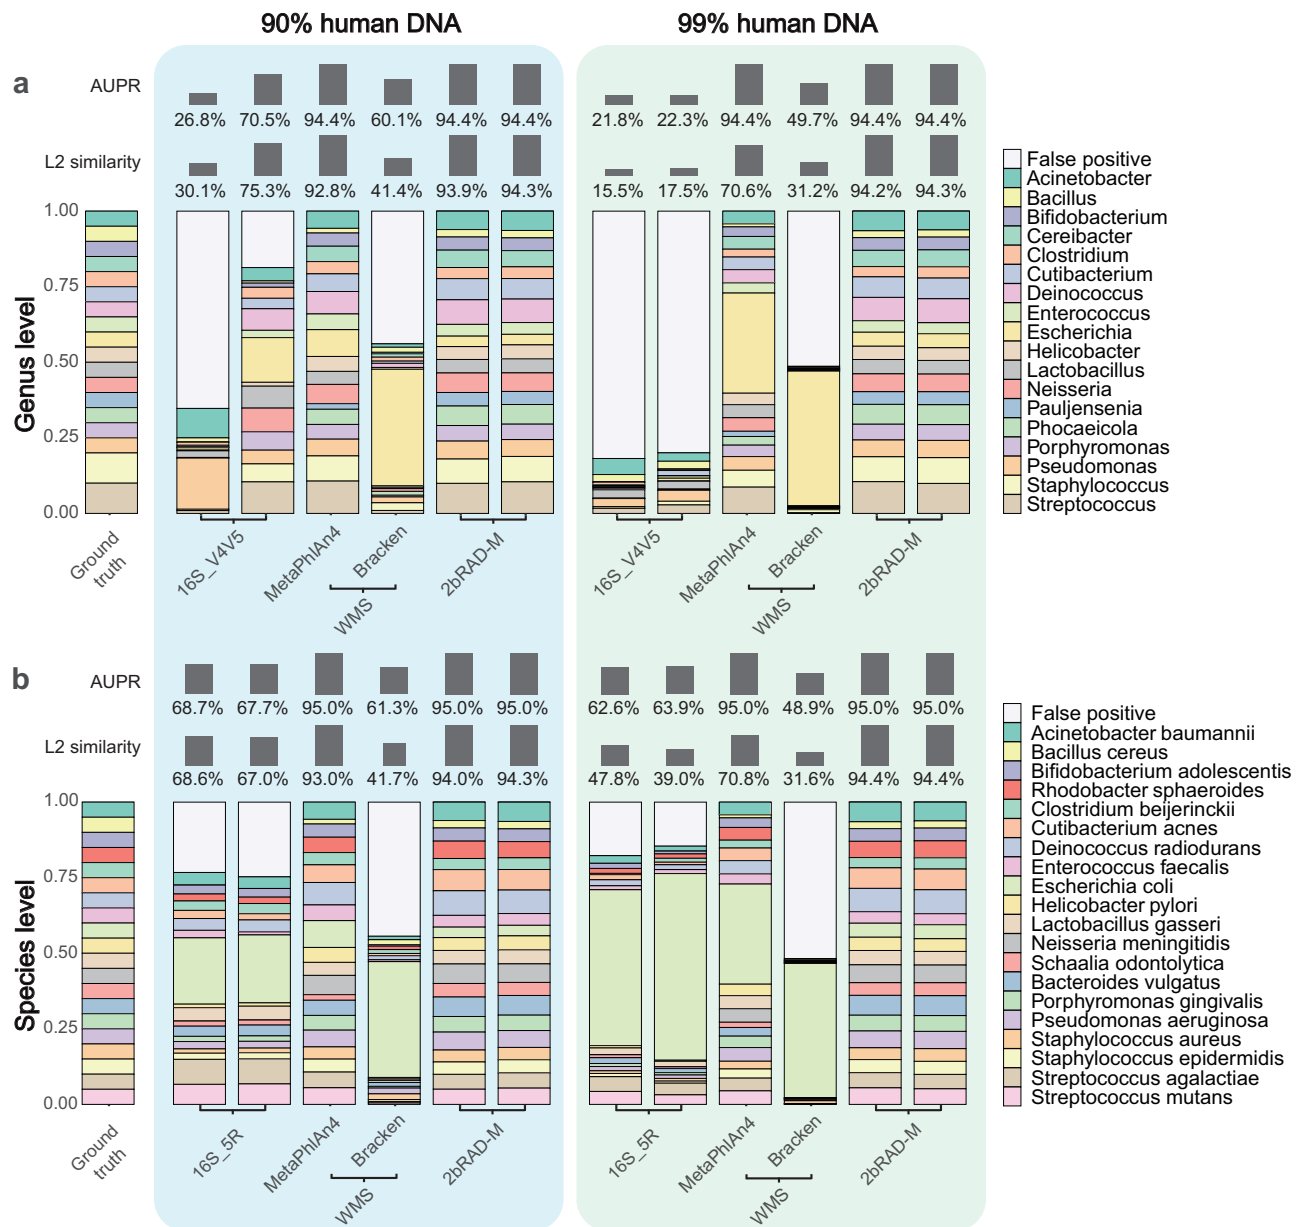 90% human DNA
99% human DNA
a
AUPR
26.8% 70.5% 94.4% 60.1% 94.4% 94.4%
21.8% 22.3% 94.4% 49.7% 94.4% 94.4%
L2 similarity
30.1% 75.3% 92.8% 41.4% 93.9% 94.3%
15.5% 17.5% 70.6% 31.2% 94.2% 94.3%
Genus level
1.00
0.75
0.50
0.25
0.00
Ground
truth
16S_V4V5
MetaPhlAn4
Bracken
WMS
2bRAD-M
16S_V4V5
MetaPhlAn4
Bracken
WMS
2bRAD-M
False positive
Acinetobacter
Bacillus
Bifidobacterium
Cereibacter
Clostridium
Cutibacterium
Deinococcus
Enterococcus
Escherichia
Helicobacter
Lactobacillus
Neisseria
Pauljensenia
Phocaeicola
Porphyromonas
Pseudomonas
Staphylococcus
Streptococcus
b
AUPR
68.7% 67.7% 95.0% 61.3% 95.0% 95.0%
62.6% 63.9% 95.0% 48.9% 95.0% 95.0%
L2 similarity
68.6% 67.0% 93.0% 41.7% 94.0% 94.3%
47.8% 39.0% 70.8% 31.6% 94.4% 94.4%
Species level
1.00
0.75
0.50
0.25
0.00
Ground
truth
16S_5R
MetaPhlAn4
Bracken
WMS
2bRAD-M
16S_5R
MetaPhlAn4
Bracken
WMS
2bRAD-M
False positive
Acinetobacter baumannii
Bacillus cereus
Bifidobacterium adolescentis
Rhodobacter sphaeroides
Clostridium beijerinckii
Cutibacterium acnes
Deinococcus radiodurans
Enterococcus faecalis
Escherichia coli
Helicobacter pylori
Lactobacillus gasseri
Neisseria meningitidis
Schaalia odontolytica
Bacteroides vulgatus
Porphyromonas gingivalis
Pseudomonas aeruginosa
Staphylococcus aureus
Staphylococcus epidermidis
Streptococcus agalactiae
Streptococcus mutans